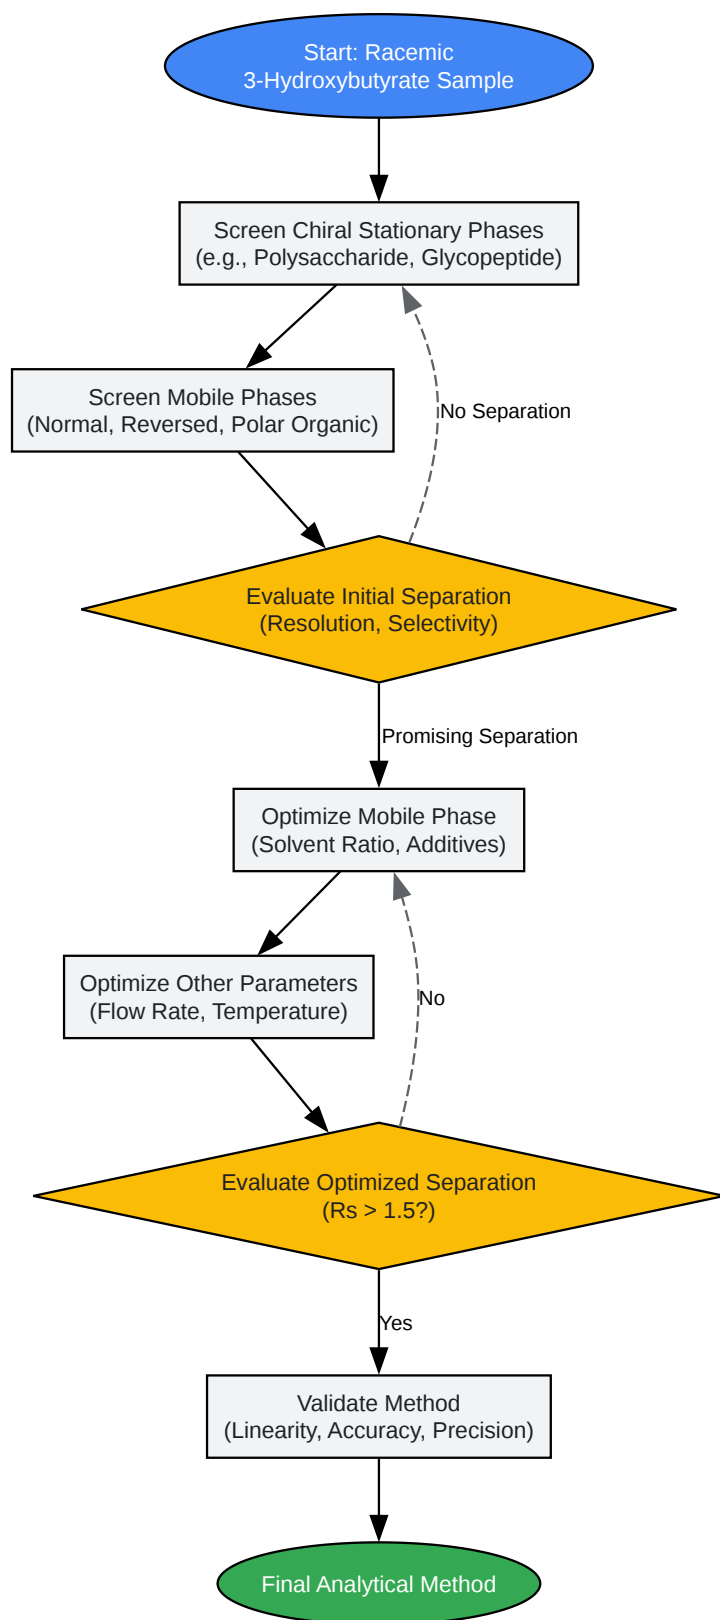 Start: Racemic
3-Hydroxybutyrate Sample
Screen Chiral Stationary Phases
(e.g., Polysaccharide, Glycopeptide)
Screen Mobile Phases
(Normal, Reversed, Polar Organic)
No Separation
Evaluate Initial Separation
(Resolution, Selectivity)
Promising Separation
Optimize Mobile Phase
(Solvent Ratio, Additives)
Optimize Other Parameters
(Flow Rate, Temperature)
No
Evaluate Optimized Separation
(Rs > 1.5?)
Yes
Validate Method
(Linearity, Accuracy, Precision)
Final Analytical Method